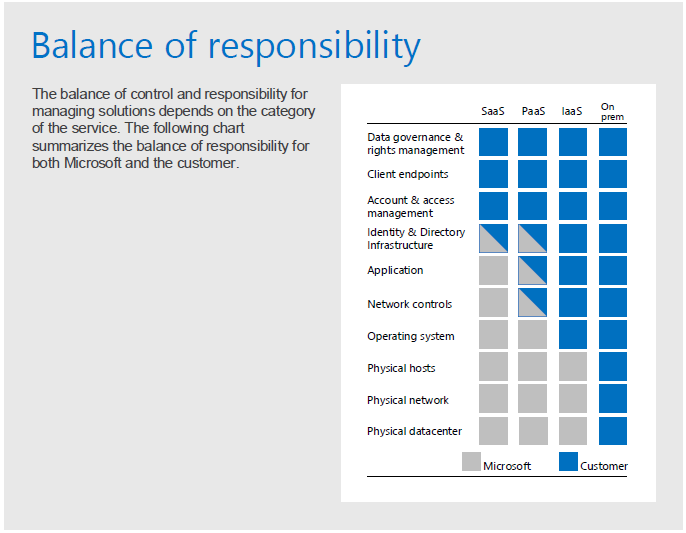 Balance of responsibility
The balance of control and responsibility for
managing solutions depends on the category
of the service. The following chart
summarizes the balance of responsibility for
both Microsoft and the customer.
SaaS PaaS IaaS On
prem
Data governance &
rights management
Client endpoints
Account & access
management
Identity & Directory
Infrastructure
Application
Network controls
Operating system
Physical hosts
Physical network
Physical datacenter
Microsoft Customer